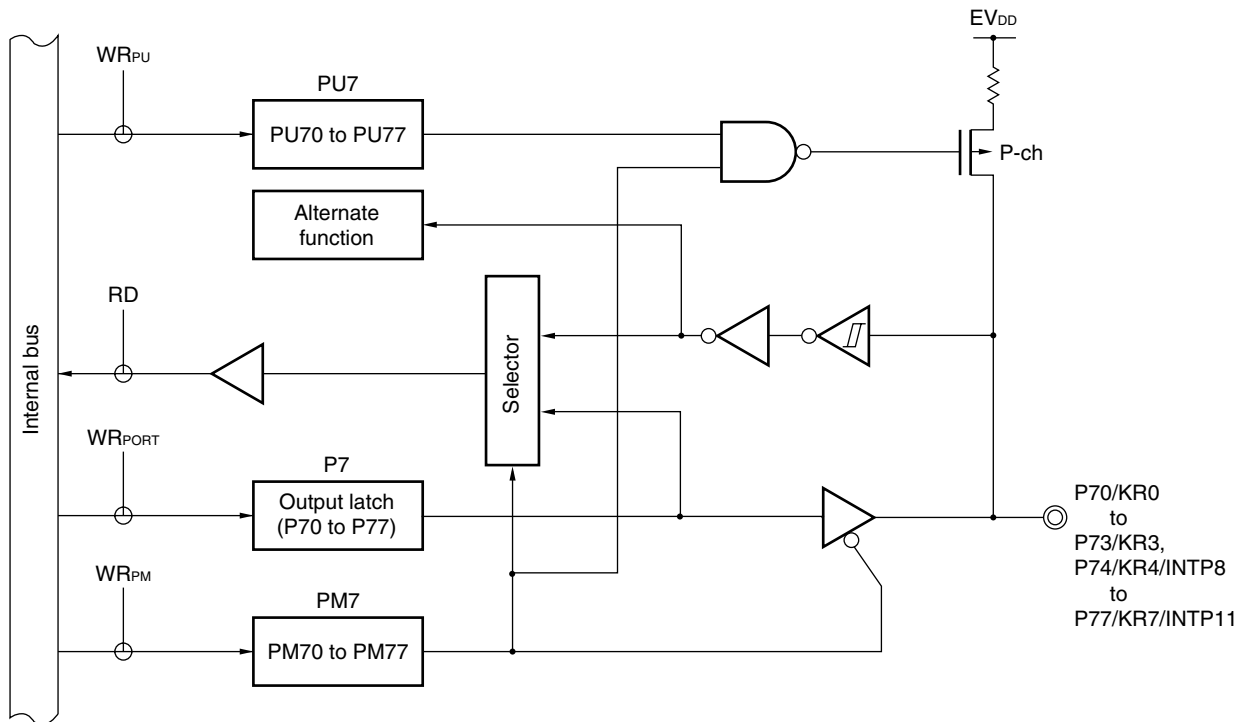 EVDD
WRPU
PU7
PU70 to PU77
P-ch
Alternate
function
RD
Selector
Internal bus
WRPORT
P7
Output latch
(P70 to P77)
P70/KR0
to
P73/KR3,
P74/KR4/INTP8
to
P77/KR7/INTP11
WRPM
PM7
PM70 to PM77